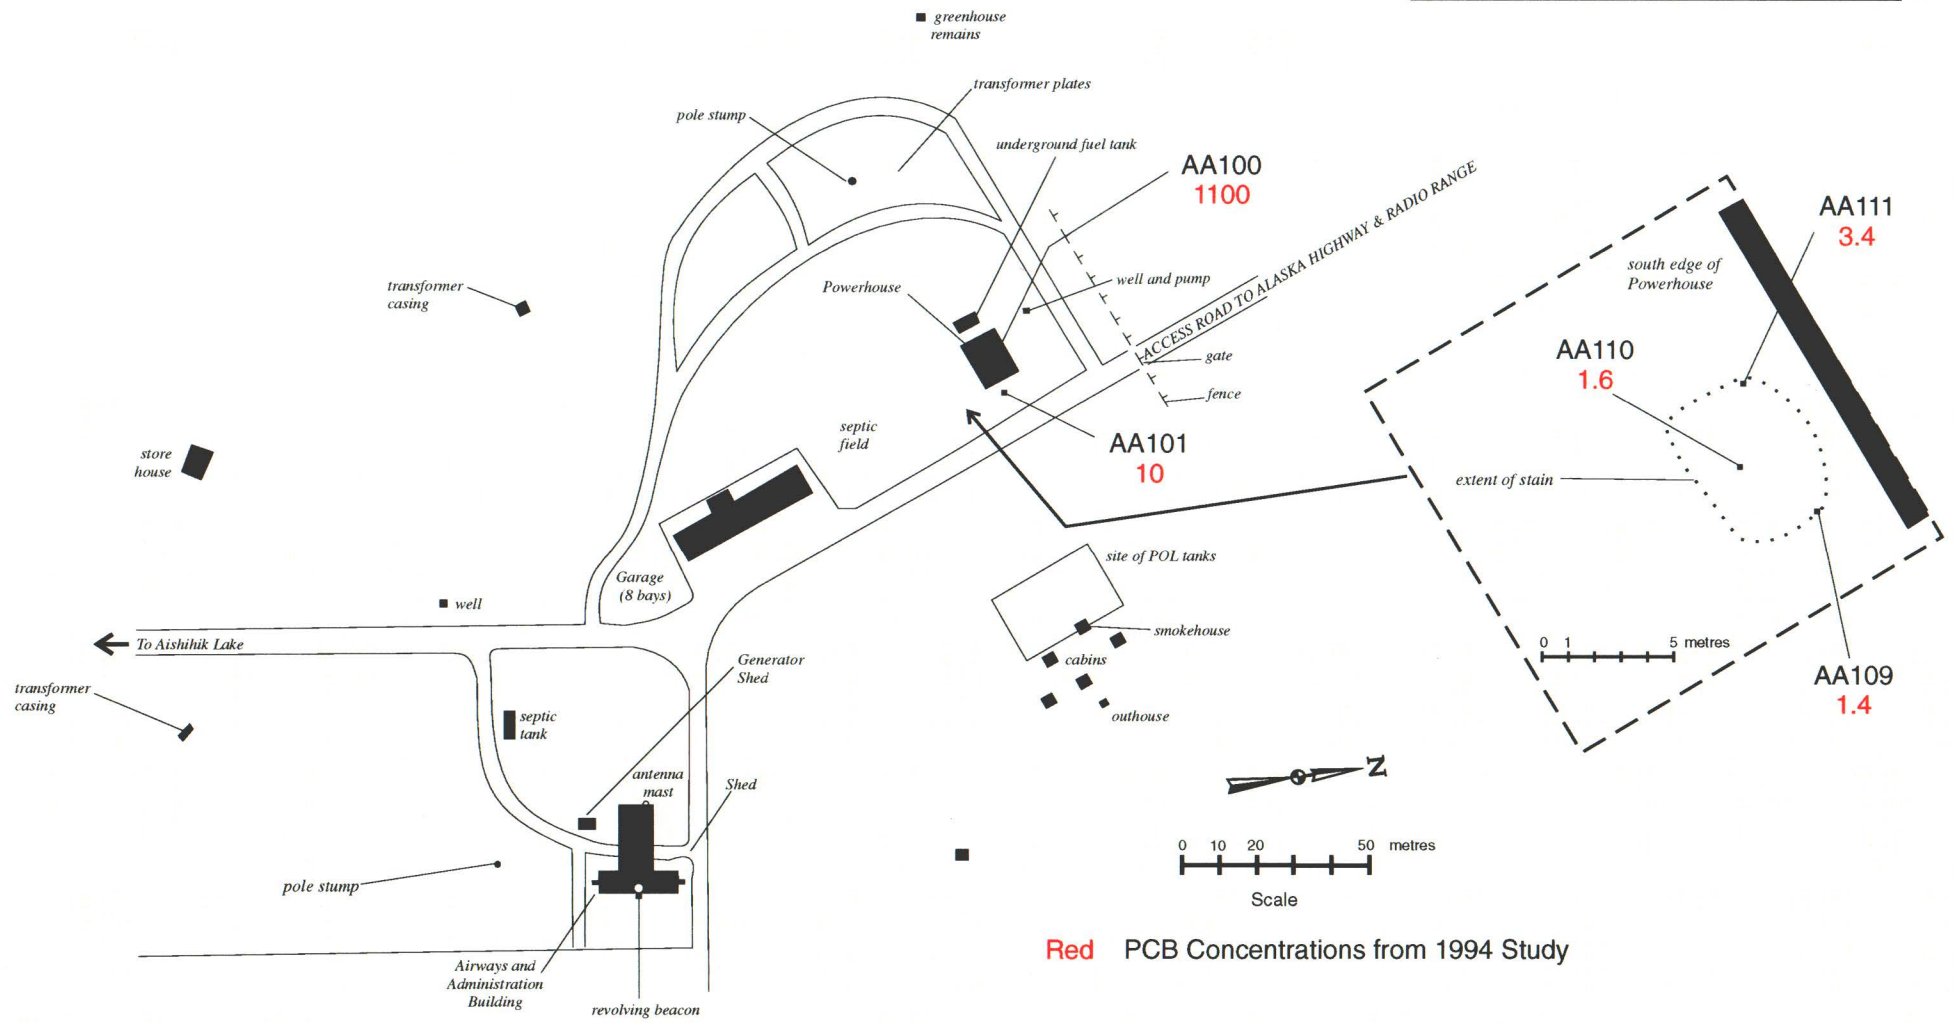 greenhouse
remains
transformer plates
pole stump
underground fuel tank
AA100
1100
ACCESS ROAD TO ALASKA HIGHWAY & RADIO RANGE
AA111
3.4
south edge of
Powerhouse
transformer
casing
Powerhouse
well and pump
gate
AA110
1.6
fence
septic
field
AA101
10
store
house
extent of stain
site of POL tanks
Garage
(8 bays)
well
smokehouse
To Aishihik Lake
0 1 5 metres
Generator
Shed
cabins
AA109
1.4
transformer
casing
septic
tank
outhouse
antenna
mast
Shed
N
0 10 20 50 metres
Scale
pole stump
Red PCB Concentrations from 1994 Study
Airways and
Administration
Building
revolving beacon